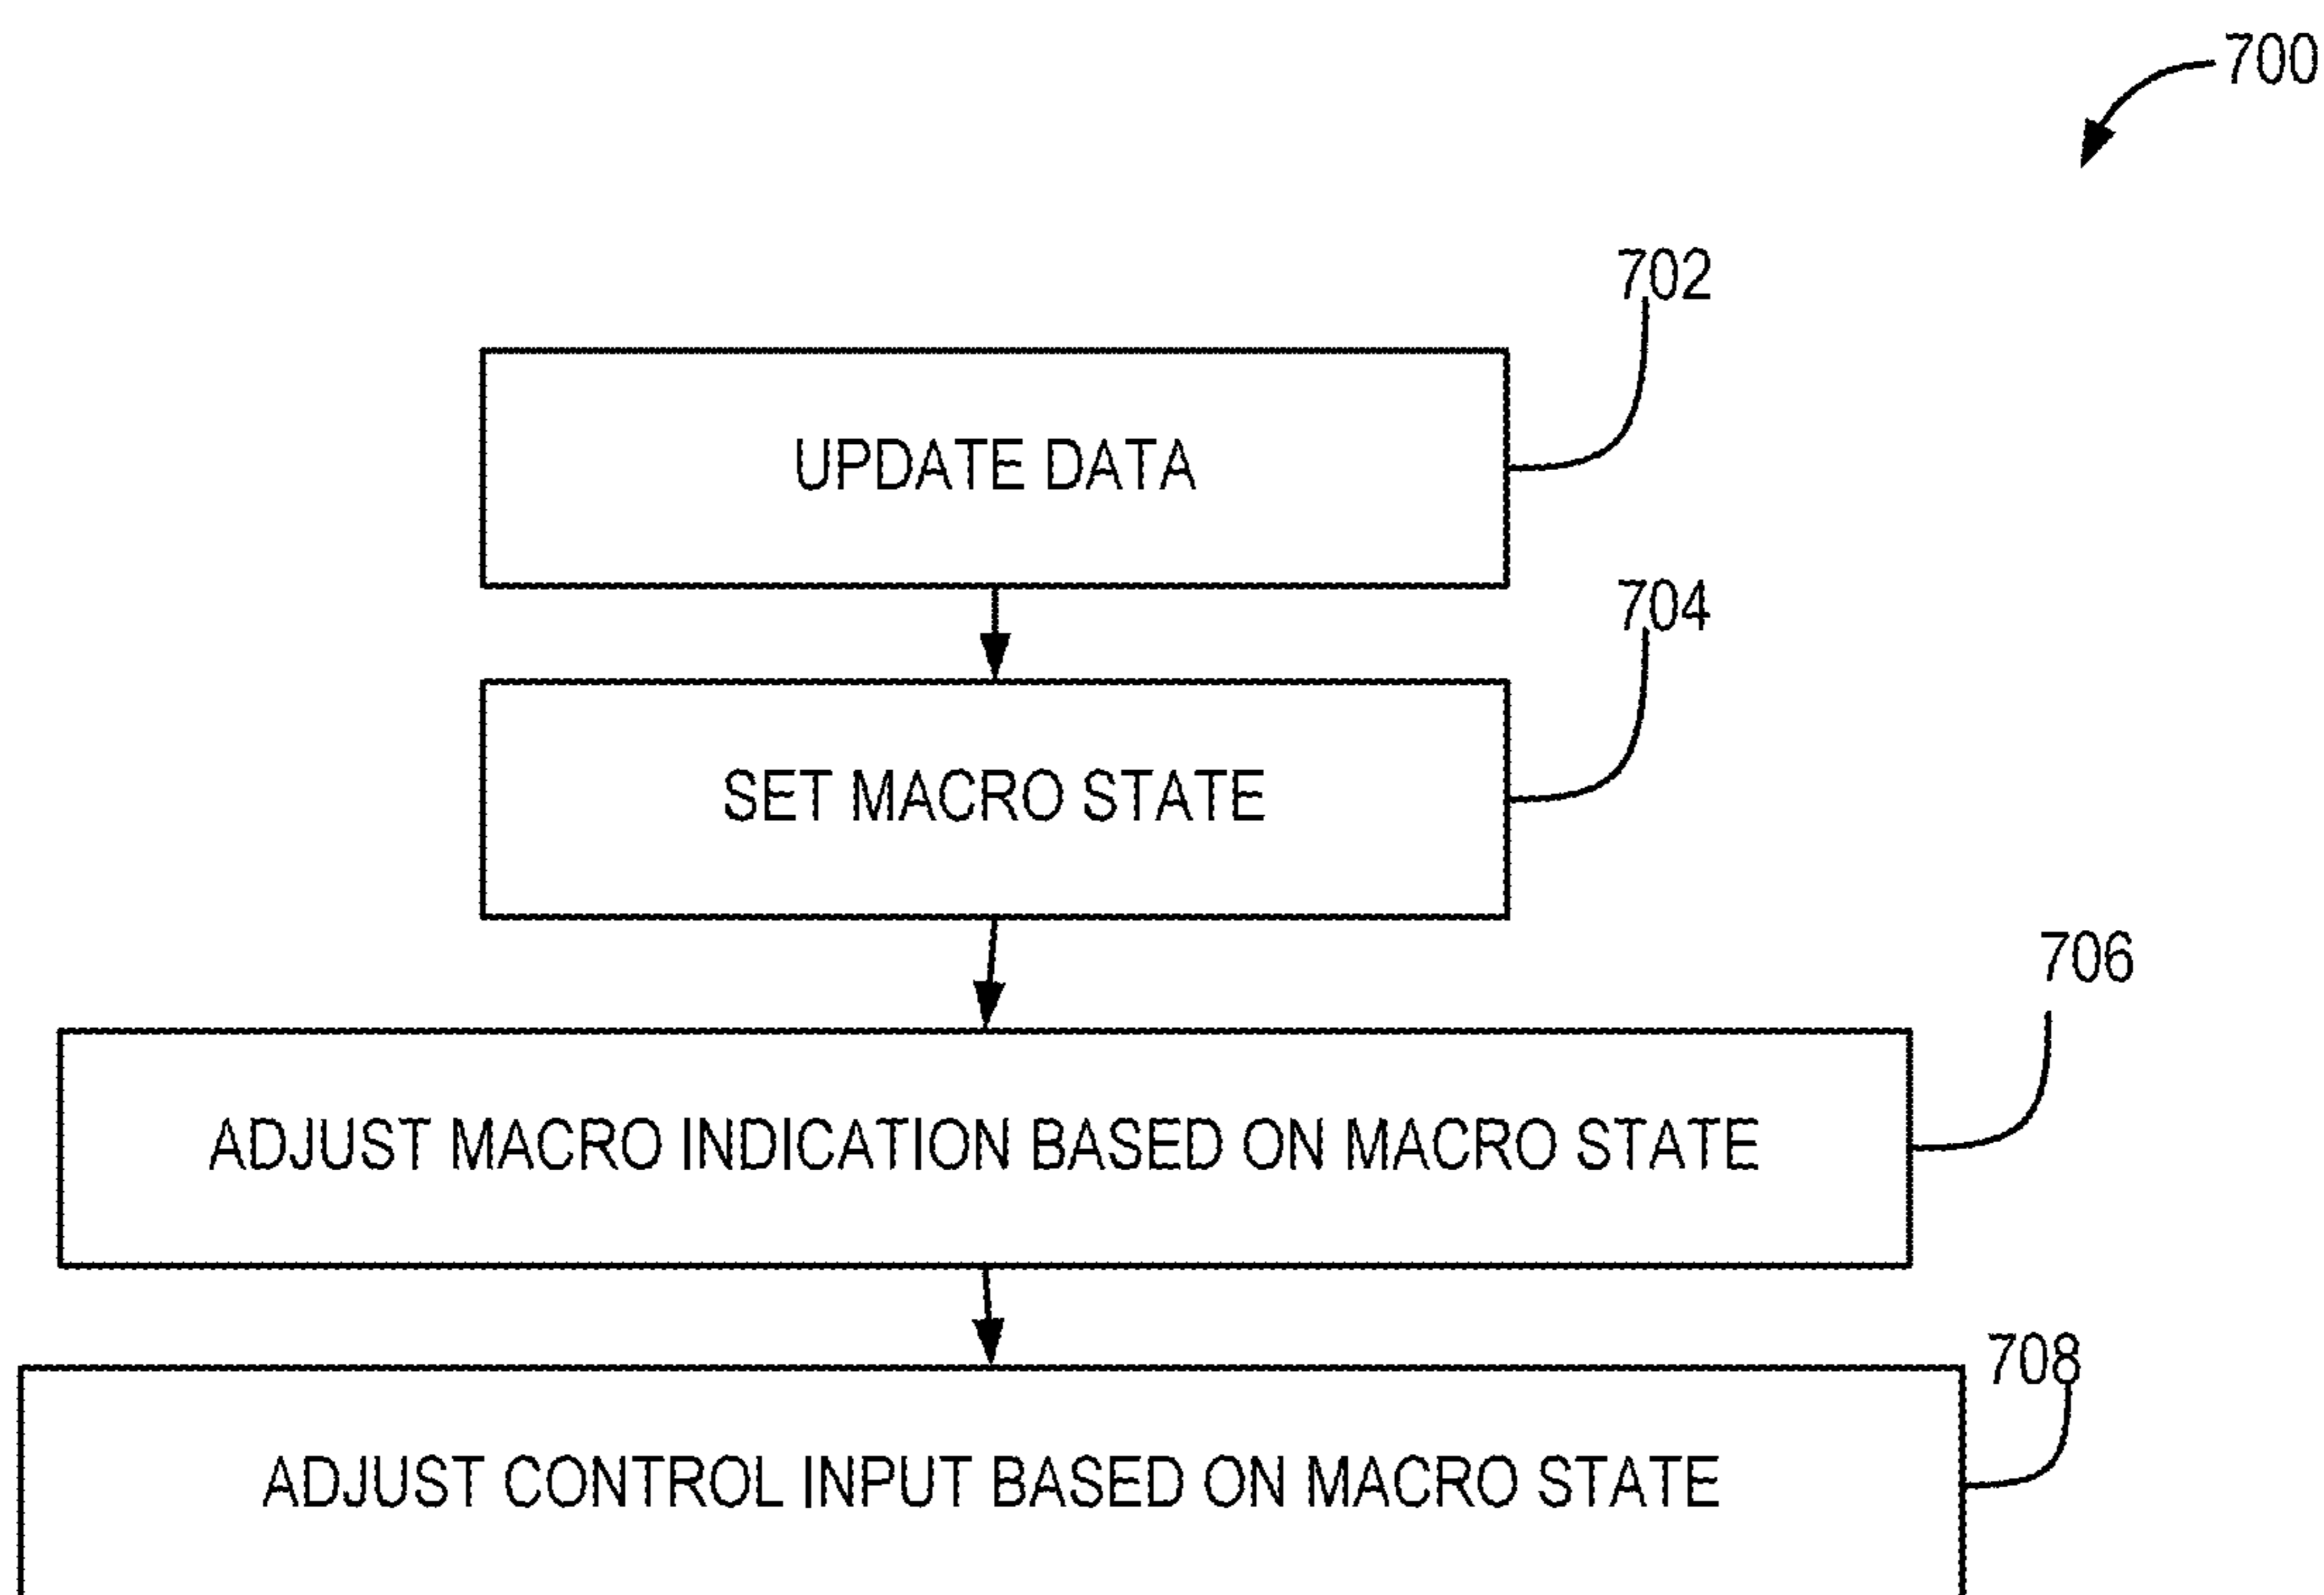 700
702
UPDATE DATA
704
SET MACRO STATE
706
ADJUST MACRO INDICATION BASED ON MACRO STATE
708
ADJUST CONTROL INPUT BASED ON MACRO STATE